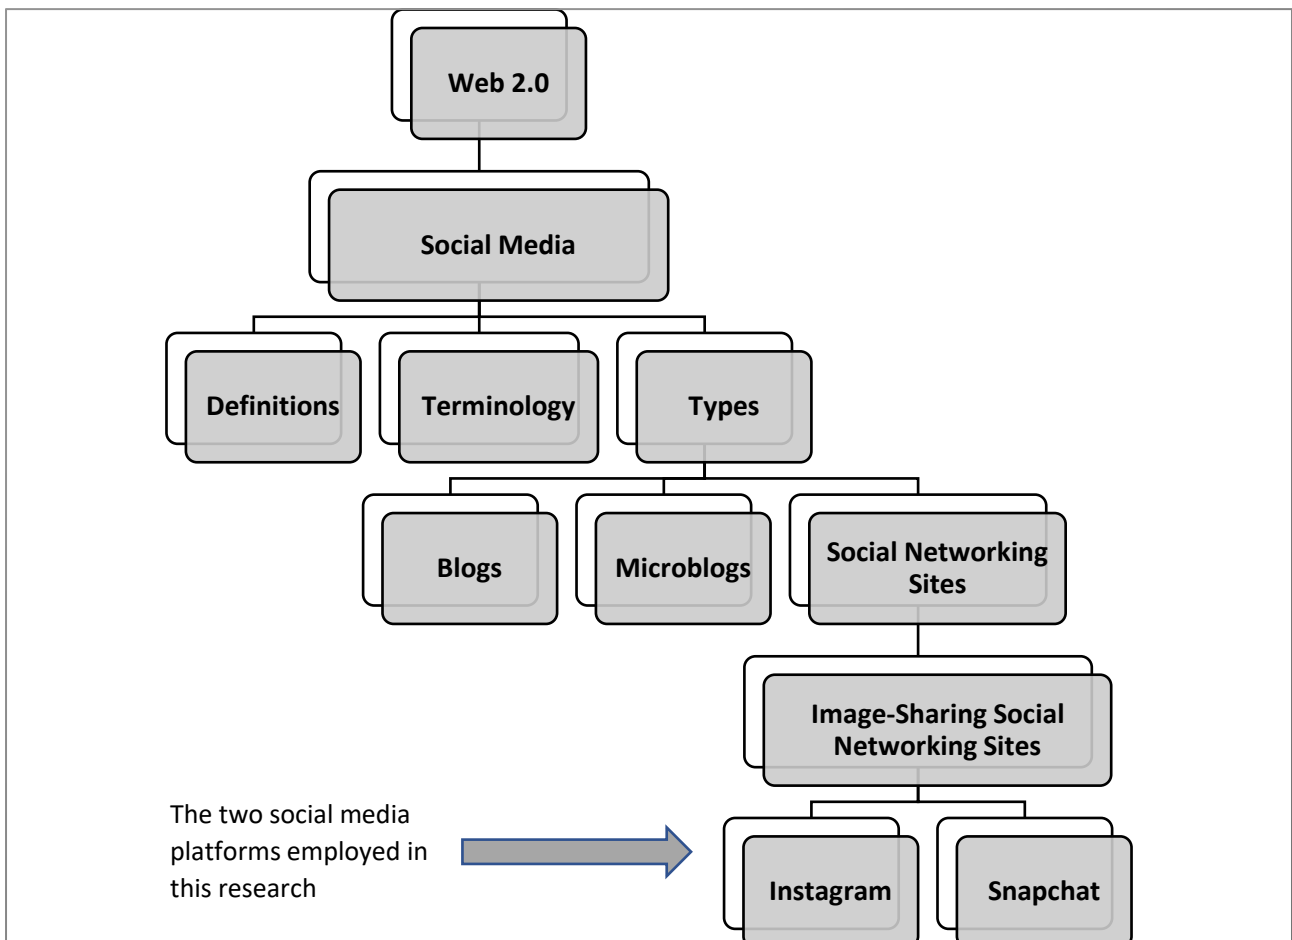 Web 2.0
Social Media
Definitions
Terminology
Types
Blogs
Microblogs
Social Networking
Sites
Image-Sharing Social
Networking Sites
The two social media
platforms employed in
this research
Instagram
Snapchat